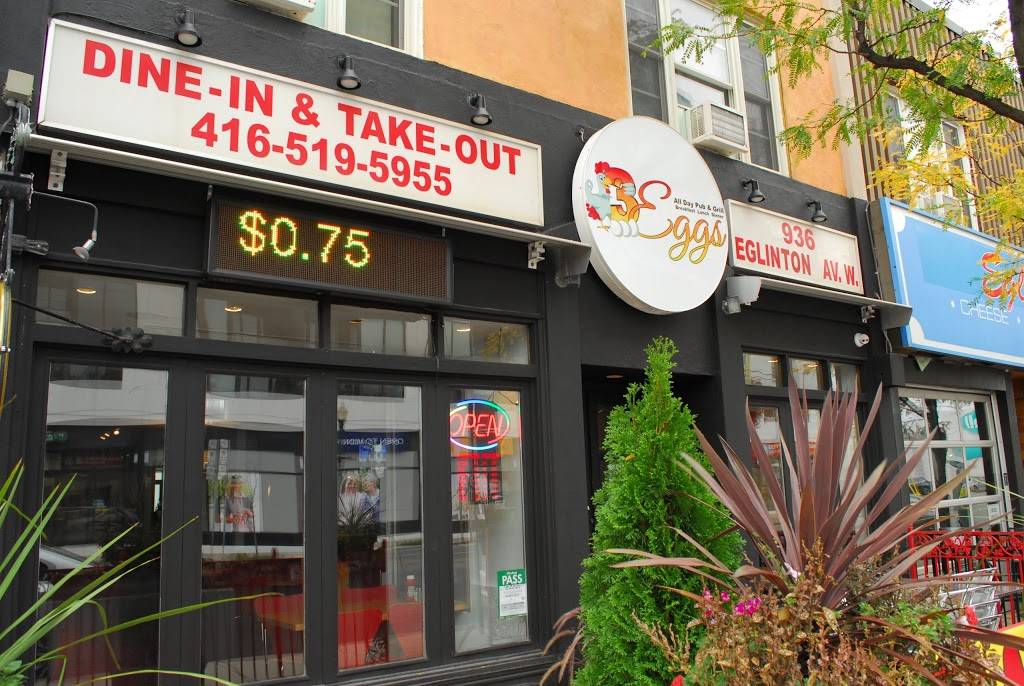 DINE-IN & TAKE-OUT
416-519-5955
$0.75
3 Eggs
All Day Pub & Grill
Breakfast Lunch Dinner
936
EGLINTON AV. W.
CHEESE
OPEN
PASS